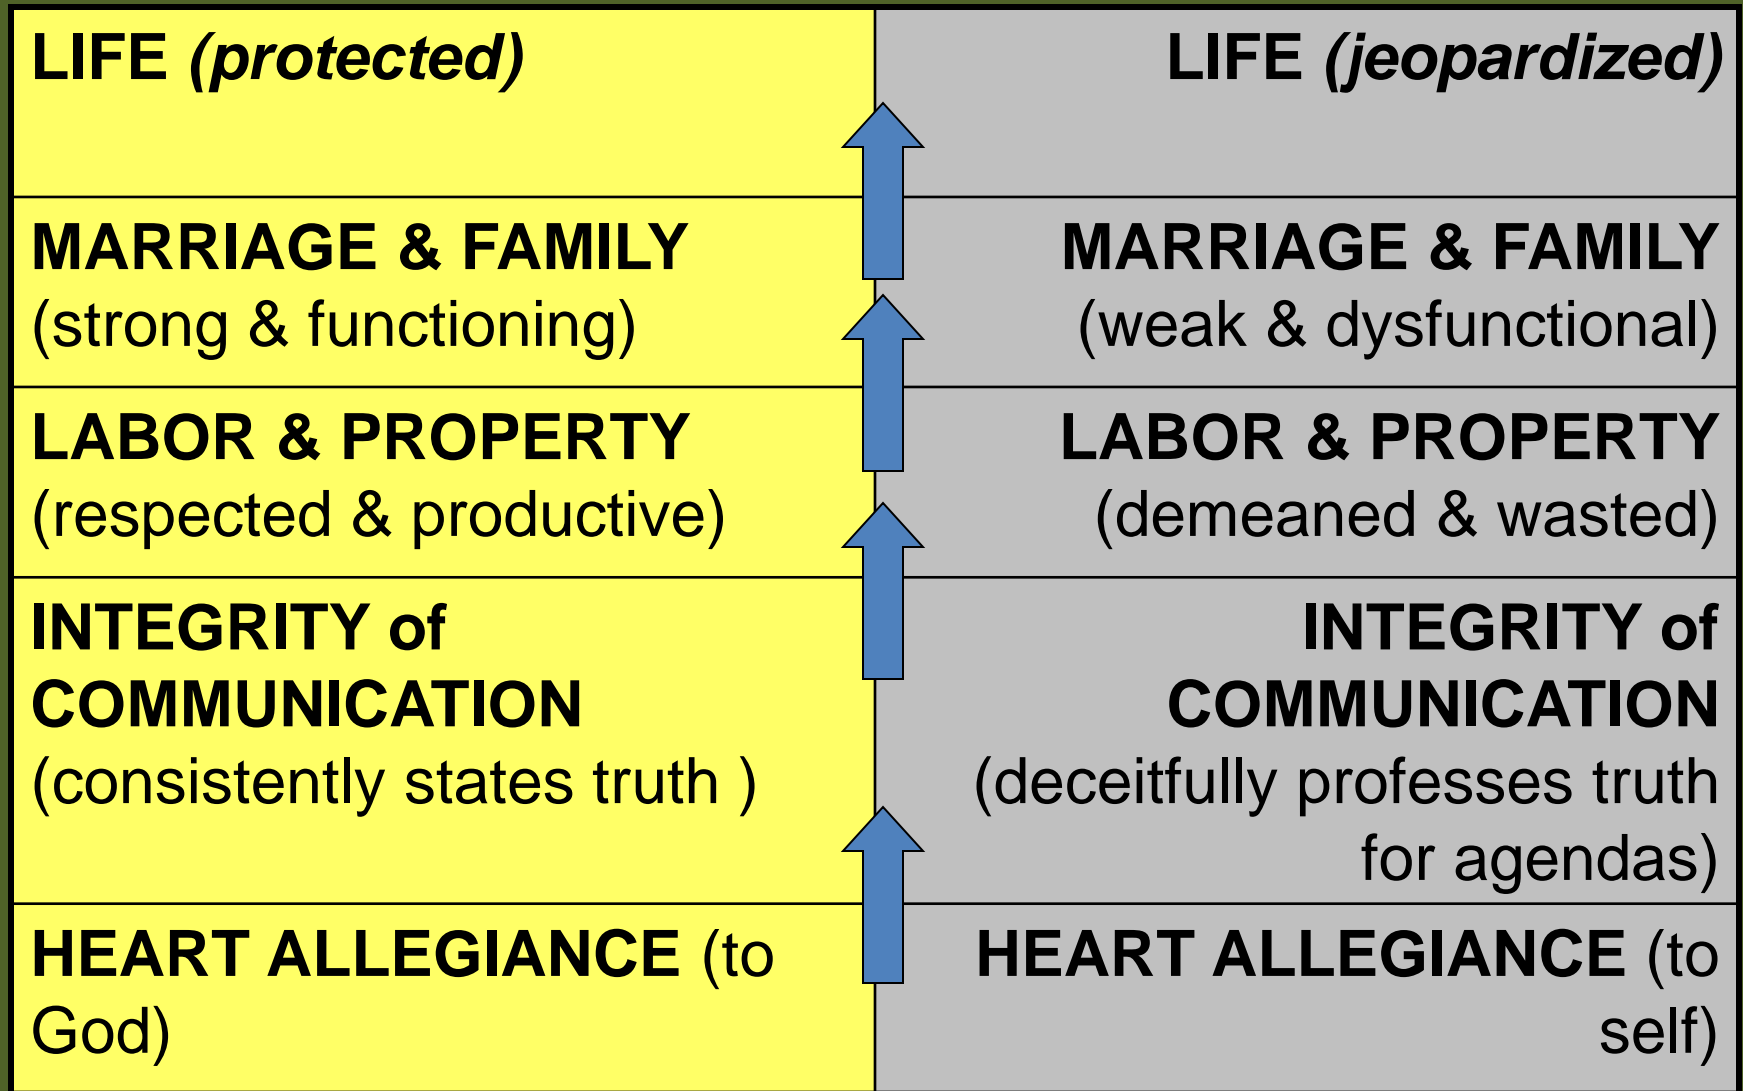 LIFE (protected)
LIFE (jeopardized)
MARRIAGE & FAMILY
(strong & functioning)
MARRIAGE & FAMILY
(weak & dysfunctional)
LABOR & PROPERTY
(respected & productive)
LABOR & PROPERTY
(demeaned & wasted)
INTEGRITY of
COMMUNICATION
(consistently states truth )
INTEGRITY of
COMMUNICATION
(deceitfully professes truth
for agendas)
HEART ALLEGIANCE (to
God)
HEART ALLEGIANCE (to
self)